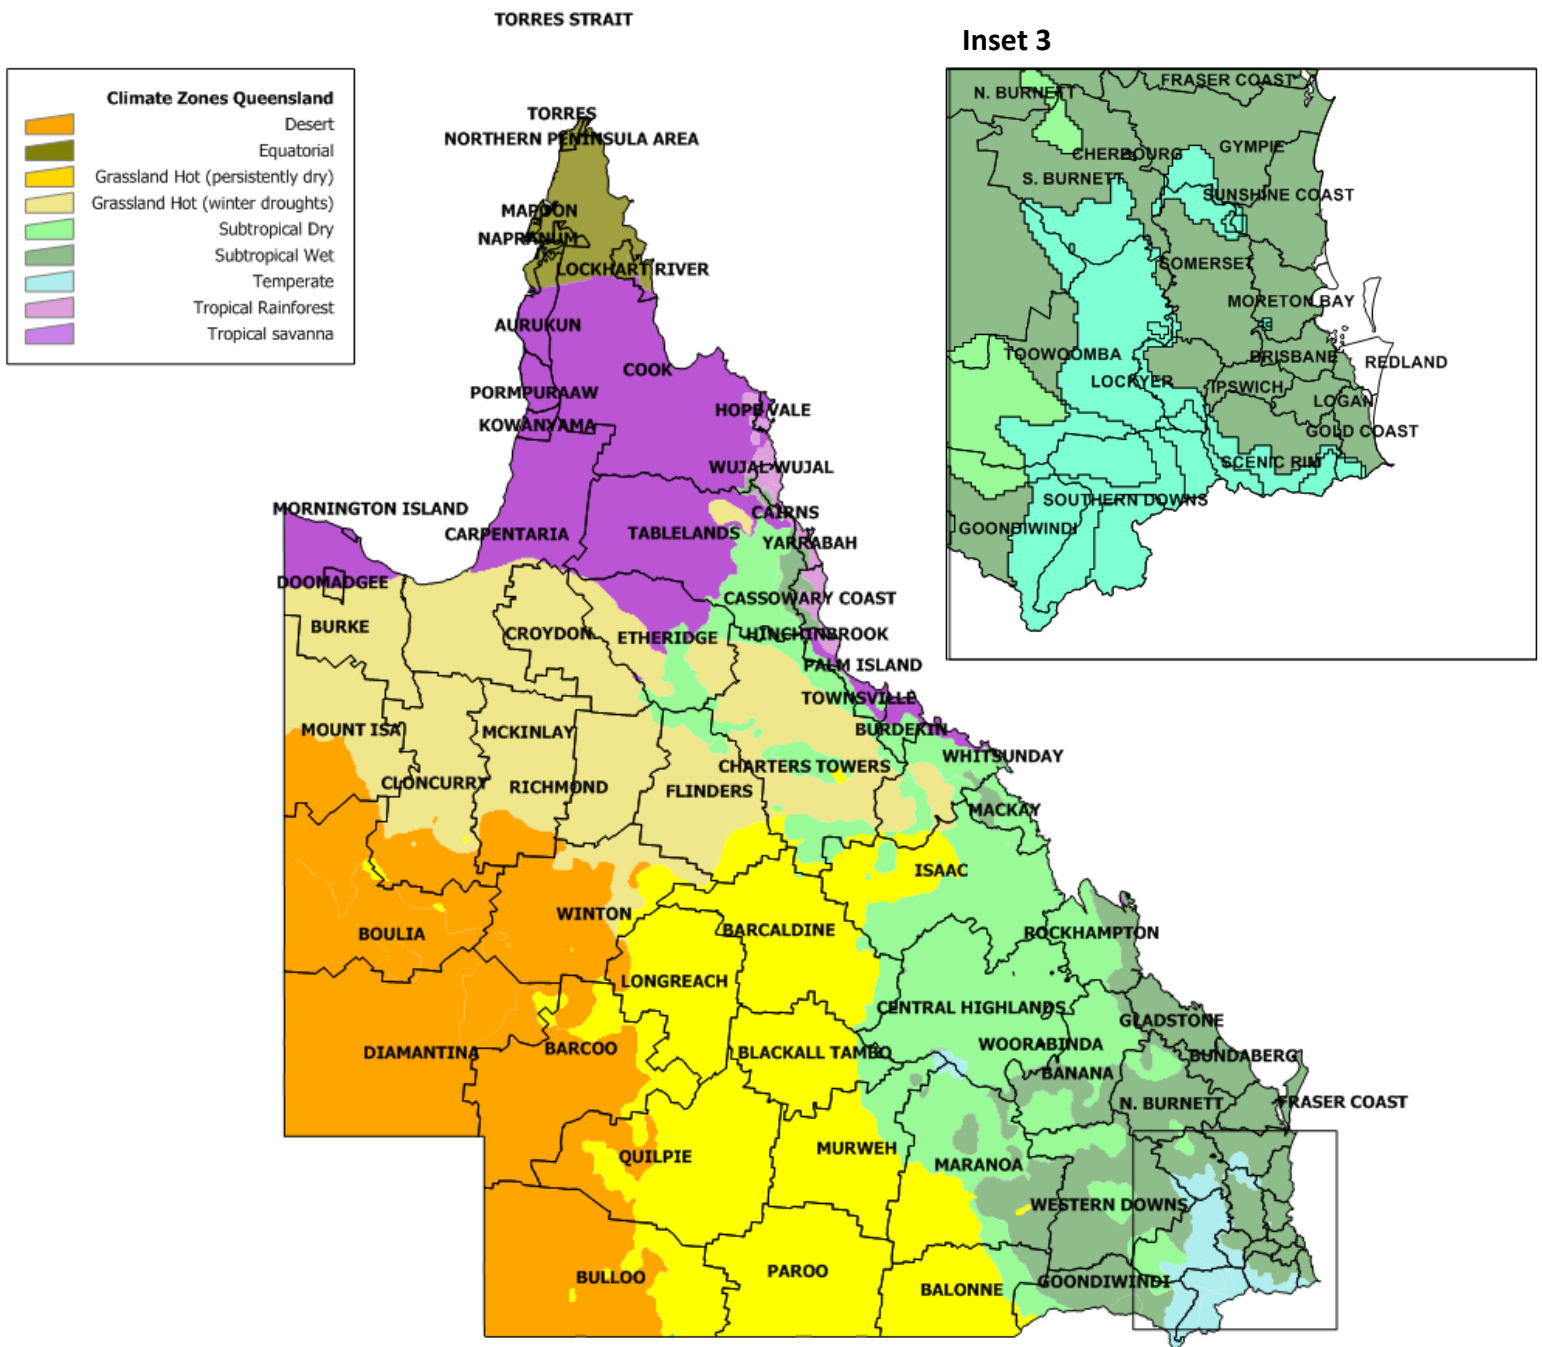 TORRES STRAIT
Inset 3
Climate Zones Queensland
Desert
Equatorial
Grassland Hot (persistently dry)
Grassland Hot (winter droughts)
Subtropical Dry
Subtropical Wet
Temperate
Tropical Rainforest
Tropical savanna
FRASER COAST
N. BURNETT
CHERBOURG
GYMPIE
S. BURNETT
SUNSHINE COAST
SOMERSET
MORETON BAY
TOOWOOMBA
BRISBANE
REDLAND
LOCKYER
IPSWICH
LOGAN
GOLD COAST
SCENIC RIM
SOUTHERN DOWNS
GOONDIWINDI
TORRES
NORTHERN PENINSULA AREA
MAPOON
NAPRANUM
LOCKHART RIVER
AURUKUN
COOK
PORMPURAAW
HOPE VALE
KOWANYAMA
WUJAL WUJAL
MORNINGTON ISLAND
CAIRNS
CARPENTARIA
TABLELANDS
YARRABAH
DOOMADGEE
CASSOWARY COAST
BURKE
CROYDON
ETHERIDGE
HINCHINBROOK
PALM ISLAND
TOWNSVILLE
MOUNT ISA
MCKINLAY
BURDEKIN
WHITSUNDAY
CHARTERS TOWERS
CLONCURRY
RICHMOND
FLINDERS
MACKAY
ISAAC
WINTON
BOULIA
BARCALDINE
ROCKHAMPTON
LONGREACH
CENTRAL HIGHLANDS
GLADSTONE
DIAMANTINA
BARCOO
BLACKALL TAMBO
WOORABINDA
BUNDABERG
BANANA
N. BURNETT
FRASER COAST
QUILPIE
MURWEH
MARANOA
WESTERN DOWNS
BULLOO
PAROO
BALONNE
GOONDIWINDI